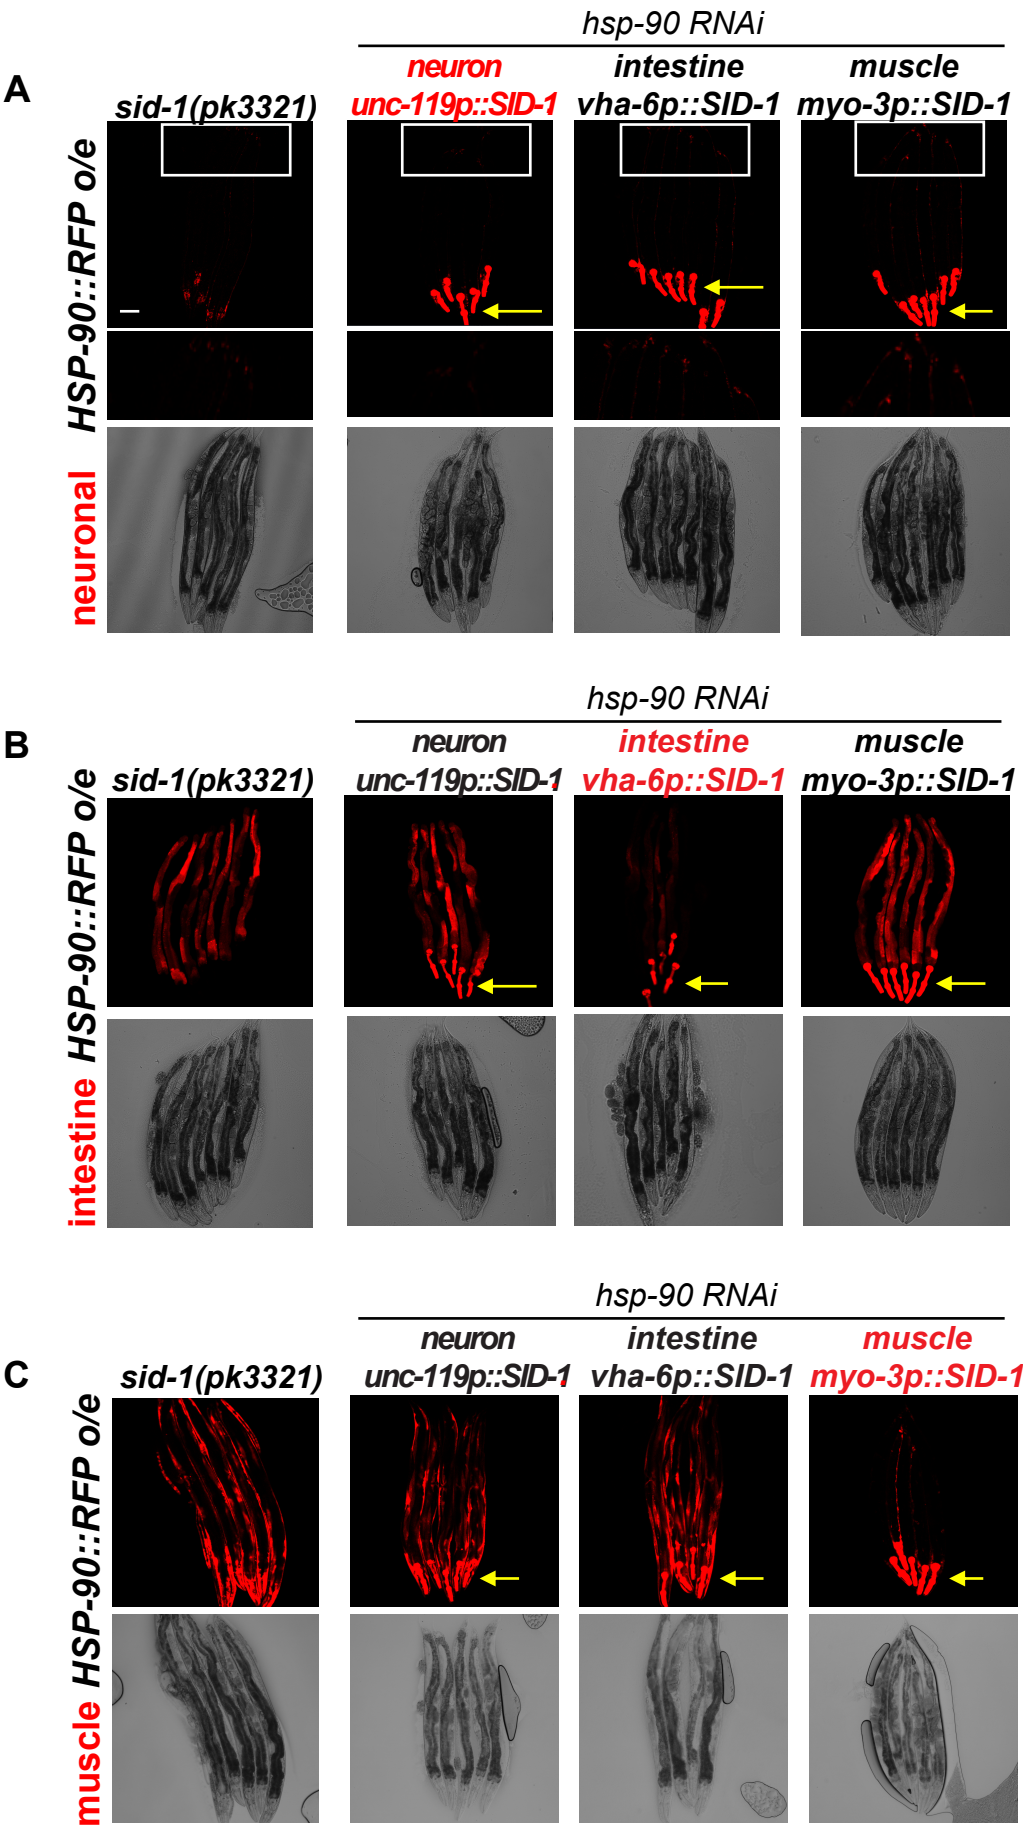 hsp-90 RNAi
A
neuron
intestine
muscle
sid-1(pk3321)
unc-119p::SID-1
vha-6p::SID-1
myo-3p::SID-1
neuronal HSP-90::RFP o/e
hsp-90 RNAi
B
neuron
intestine
muscle
sid-1(pk3321)
unc-119p::SID-1
vha-6p::SID-1
myo-3p::SID-1
intestine HSP-90::RFP o/e
hsp-90 RNAi
C
neuron
intestine
muscle
sid-1(pk3321)
unc-119p::SID-1
vha-6p::SID-1
myo-3p::SID-1
muscle HSP-90::RFP o/e